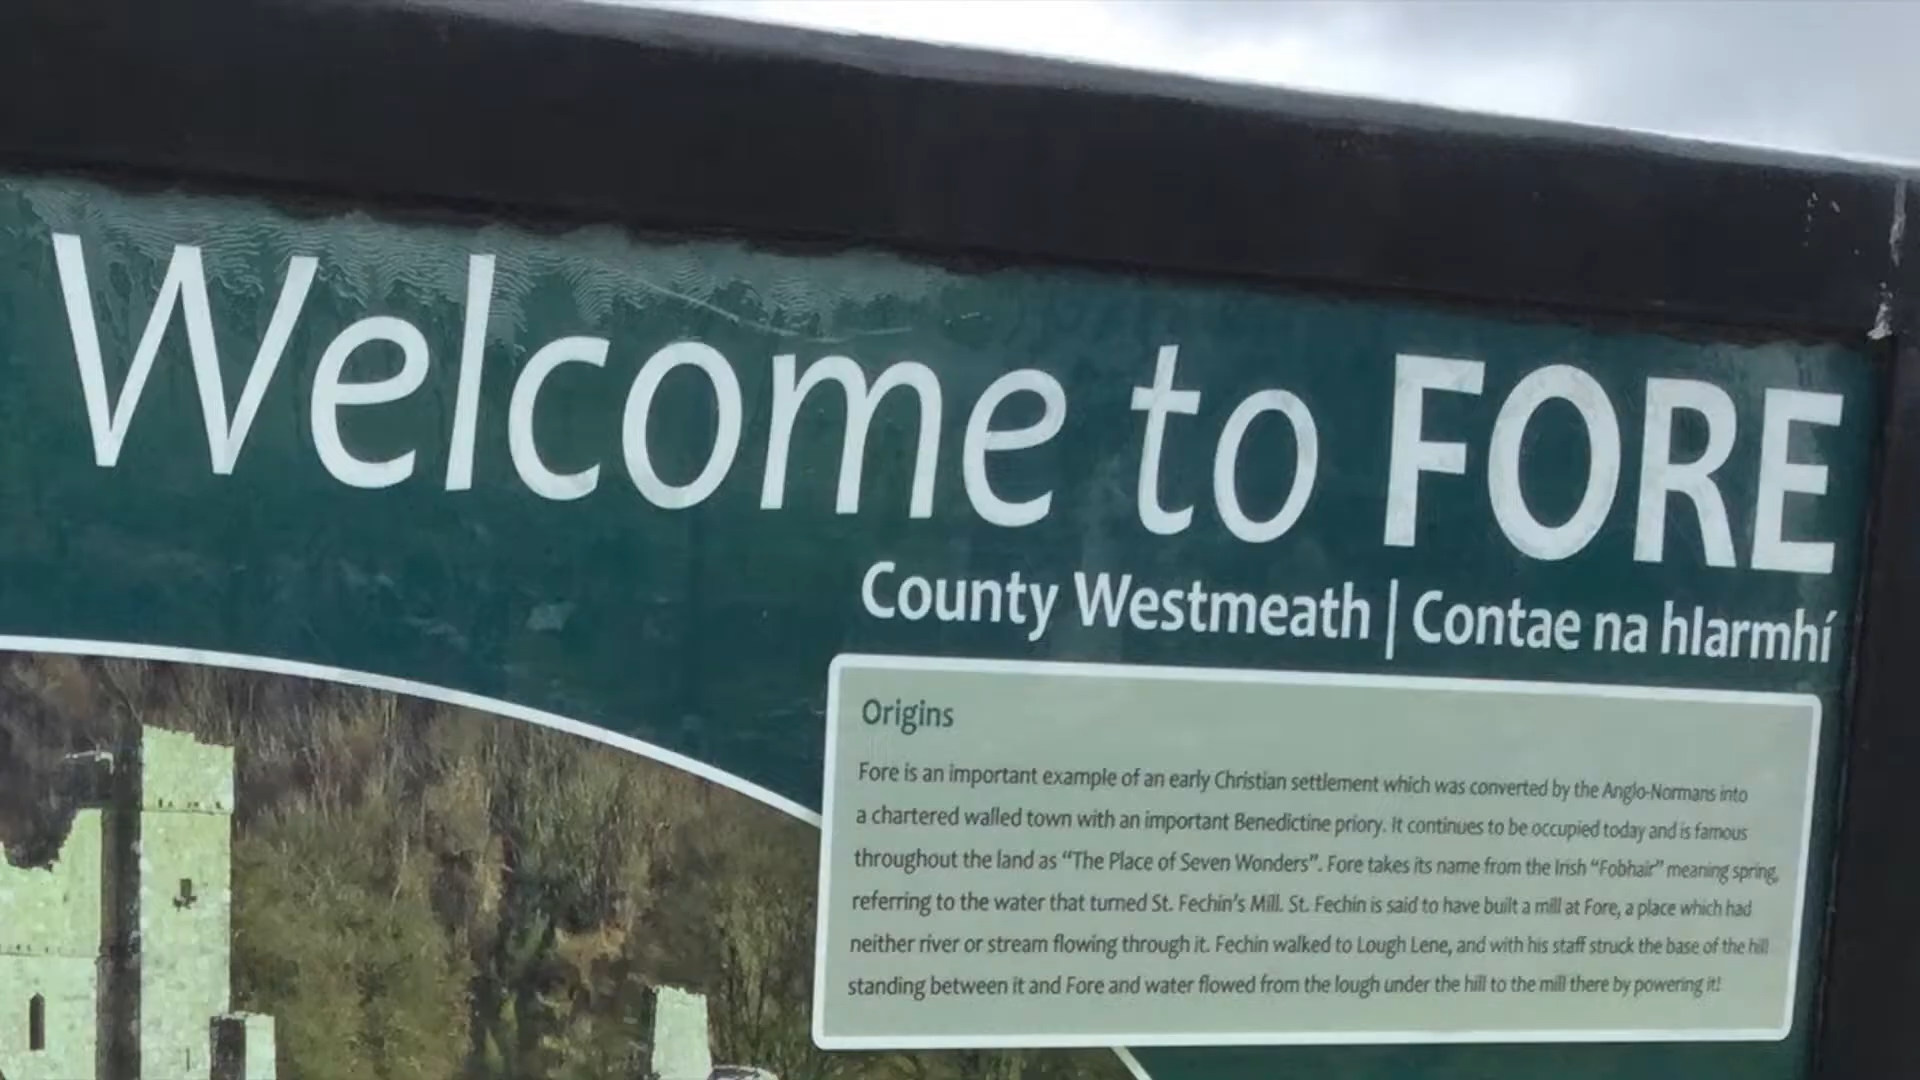 Welcome to FORE
County Westmeath | Contae na hIarmhí
Origins
Fore is an important example of an early Christian settlement which was converted by the Anglo-Normans into
a chartered walled town with an important Benedictine priory. It continues to be occupied today and is famous
throughout the land as “The Place of Seven Wonders”. Fore takes its name from the Irish “Fobhair” meaning spring,
referring to the water that turned St. Fechin's Mill. St. Fechin is said to have built a mill at Fore, a place which had
neither river or stream flowing through it. Fechin walked to Lough Lene, and with his staff struck the base of the hill
standing between it and Fore and water flowed from the lough under the hill to the mill there by powering it!